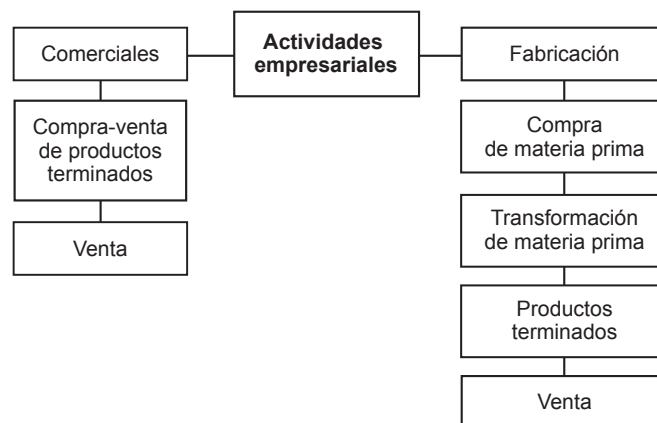 Actividades
empresariales
Comerciales
Compra-venta
de productos
terminados
Venta
Fabricación
Compra
de materia prima
Transformación
de materia prima
Productos
terminados
Venta